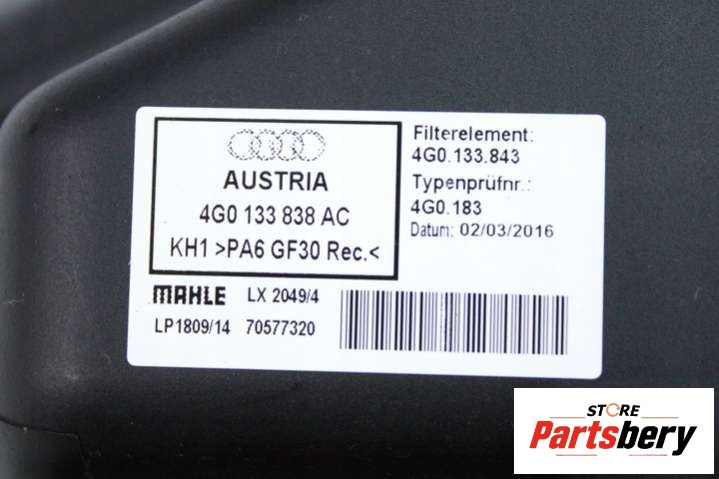 AUSTRIA
4G0 133 838 AC
KH1 >PA6 GF30 Rec.<
Filterelement:
4G0.133.843
Typenprüfnr.:
4G0.183
Datum: 02/03/2016
MAHLE LX 2049/4
LP1809/14 70577320
STORE
Partsbery